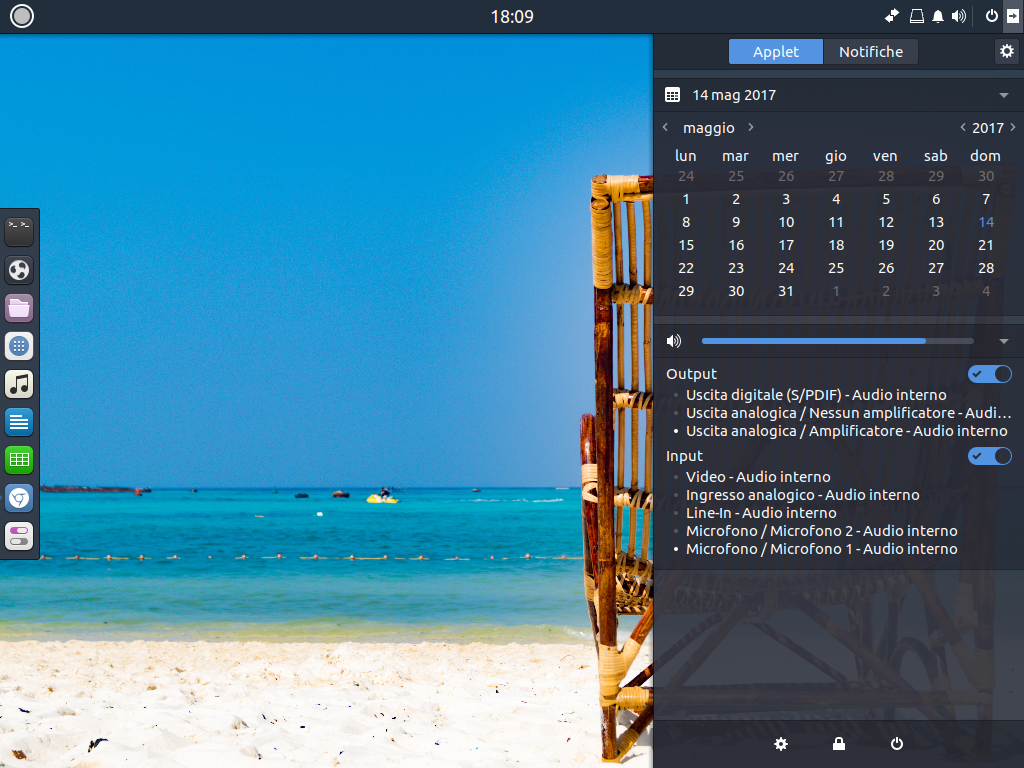 18:09
Applet Notifiche
14 mag 2017
maggio 2017
lun mar mer gio ven sab dom
24 25 26 27 28 29 30
1 2 3 4 5 6 7
8 9 10 11 12 13 14
15 16 17 18 19 20 21
22 23 24 25 26 27 28
29 30 31 1 2 3 4
Output
Uscita digitale (S/PDIF) - Audio interno
Uscita analogica / Nessun amplificatore - Audi...
Uscita analogica / Amplificatore - Audio interno
Input
Video - Audio interno
Ingresso analogico - Audio interno
Line-In - Audio interno
Microfono / Microfono 2 - Audio interno
Microfono / Microfono 1 - Audio interno